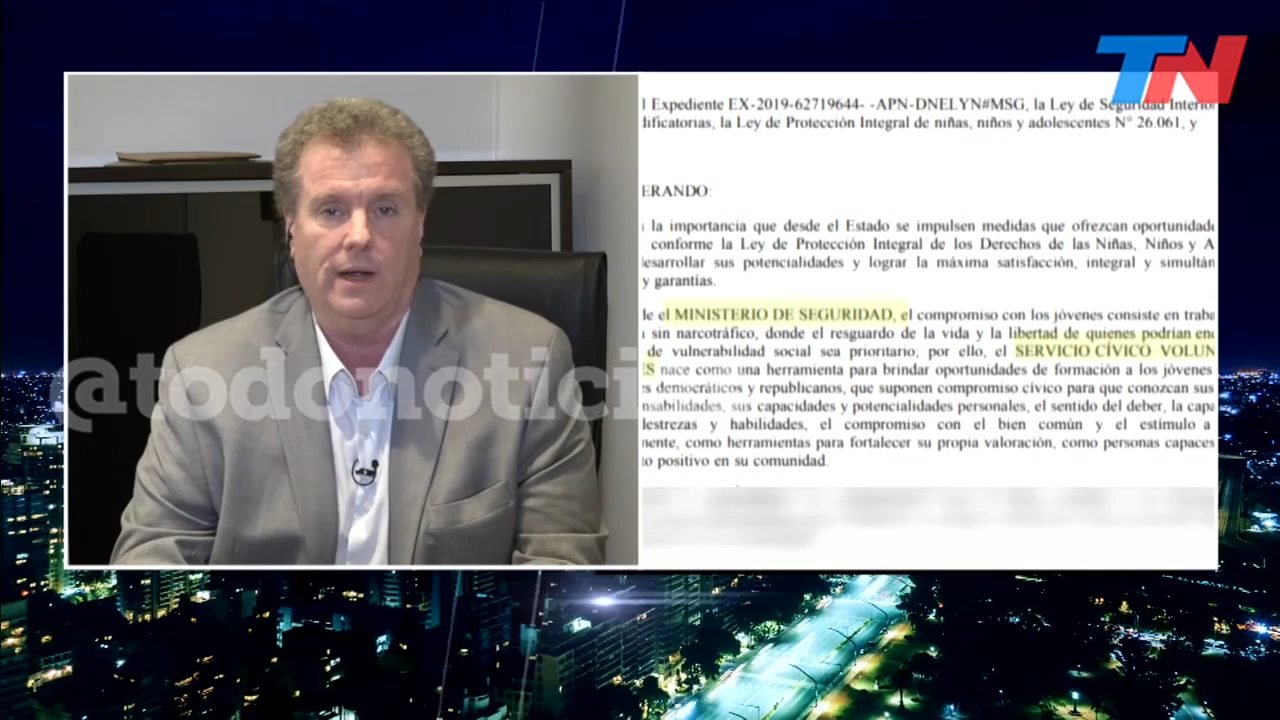 TN
l Expediente EX-2019-62719644- -APN-DNELYN#MSG, la Ley de Seguridad Interior
dificatorias, la Ley de Protección Integral de niñas, niños y adolescentes N° 26.061, y
ERANDO:
la importancia que desde el Estado se impulsen medidas que ofrezcan oportunidade
conforme la Ley de Protección Integral de los Derechos de las Niñas, Niños y A
desarrollar sus potencialidades y lograr la máxima satisfacción, integral y simultán
y garantías.
de el MINISTERIO DE SEGURIDAD, el compromiso con los jóvenes consiste en traba
sin narcotráfico, donde el resguardo de la vida y la libertad de quienes podrían enc
de vulnerabilidad social sea prioritario; por ello, el SERVICIO CÍVICO VOLUN
ES nace como una herramienta para brindar oportunidades de formación a los jóvenes
s democráticos y republicanos, que suponen compromiso cívico para que conozcan sus
nsabilidades, sus capacidades y potencialidades personales, el sentido del deber, la capa
destrezas y habilidades, el compromiso con el bien común y el estímulo a
nente, como herramientas para fortalecer su propia valoración, como personas capaces
to positivo en su comunidad.
@todonotici